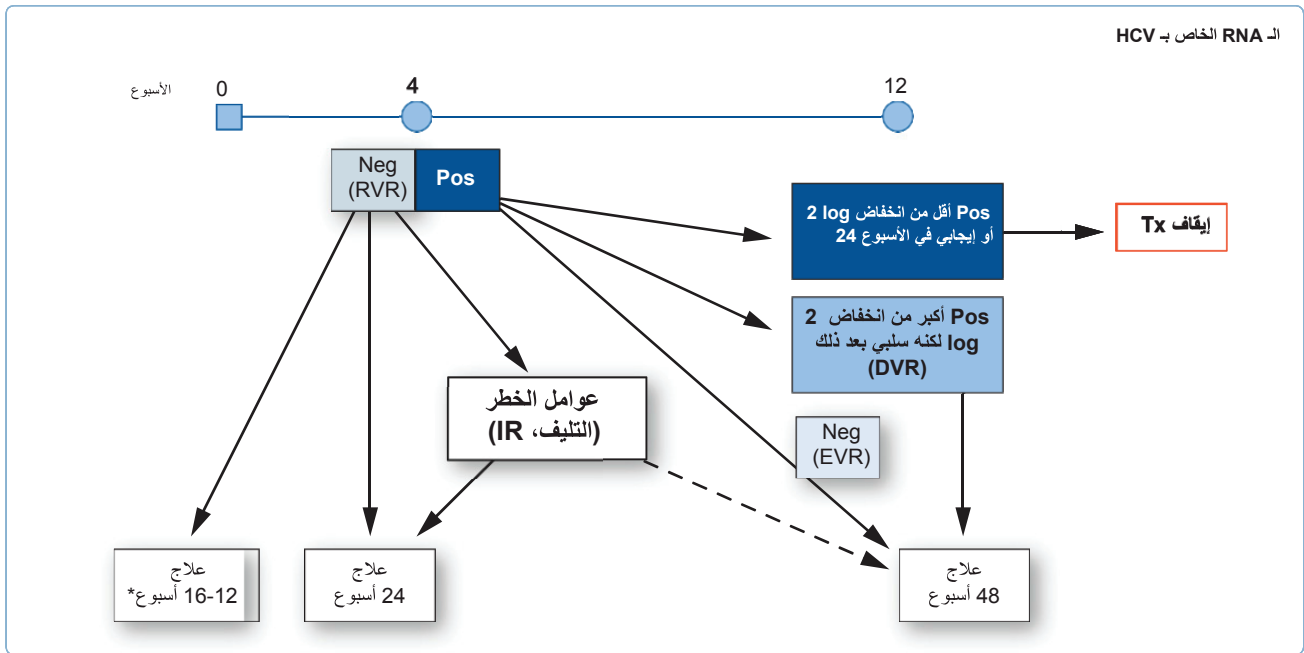 الـ RNA الخاص بـ HCV
الأسبوع 0 4 12
Neg
(RVR)
Pos
Pos أقل من انخفاض 2 log
أو إيجابي في الأسبوع 24
إيقاف Tx
Pos أكبر من انخفاض 2
log لكنه سلبي بعد ذلك
(DVR)
عوامل الخطر
(التليف، IR)
Neg
(EVR)
علاج
12-16 أسبوع*
علاج
24 أسبوع
علاج
48 أسبوع